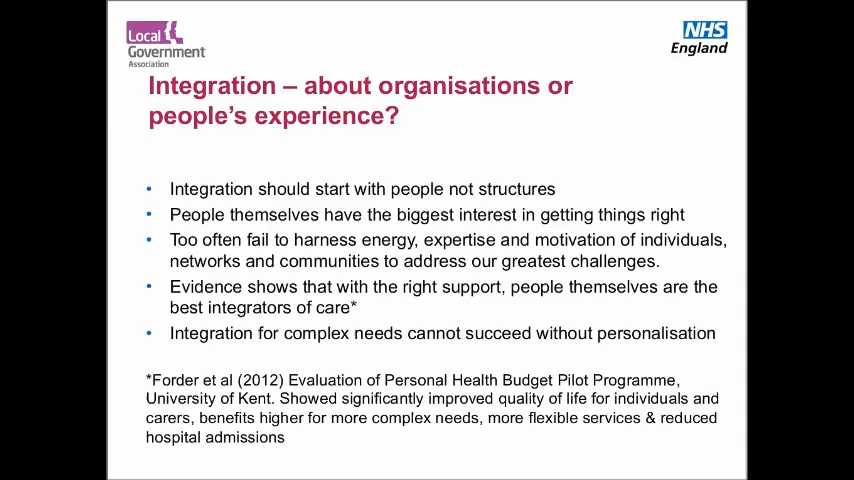 Local
Government
Association
NHS
England
Integration – about organisations or
people's experience?
• Integration should start with people not structures
• People themselves have the biggest interest in getting things right
• Too often fail to harness energy, expertise and motivation of individuals,
networks and communities to address our greatest challenges.
• Evidence shows that with the right support, people themselves are the
best integrators of care*
• Integration for complex needs cannot succeed without personalisation
*Forder et al (2012) Evaluation of Personal Health Budget Pilot Programme,
University of Kent. Showed significantly improved quality of life for individuals and
carers, benefits higher for more complex needs, more flexible services & reduced
hospital admissions